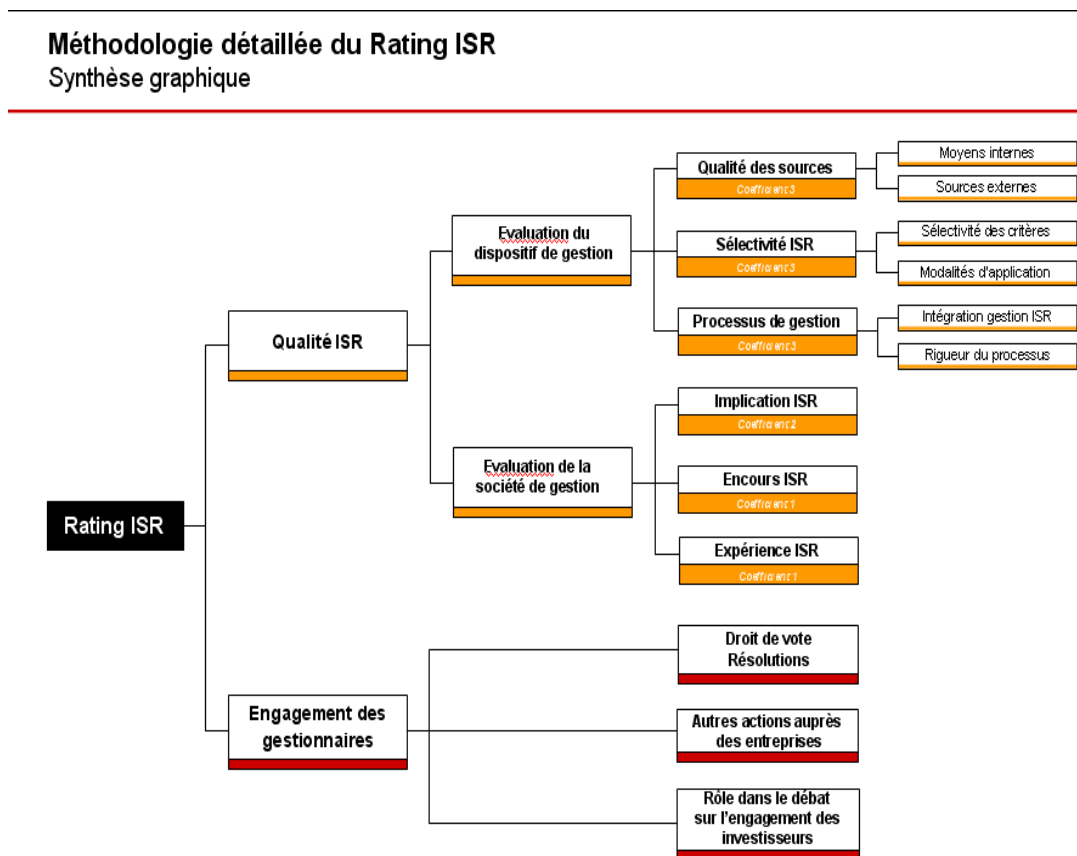 Méthodologie détaillée du Rating ISR
Synthèse graphique
Rating ISR
Qualité ISR
Evaluation du
dispositif de gestion
Qualité des sources
Coefficient 3
Moyens internes
Sources externes
Sélectivité ISR
Coefficient 3
Sélectivité des critères
Modalités d'application
Processus de gestion
Coefficient 3
Intégration gestion ISR
Rigueur du processus
Evaluation de la
société de gestion
Implication ISR
Coefficient 2
Encours ISR
Coefficient 1
Expérience ISR
Coefficient 1
Engagement des
gestionnaires
Droit de vote
Résolutions
Autres actions auprès
des entreprises
Rôle dans le débat
sur l'engagement des
investisseurs